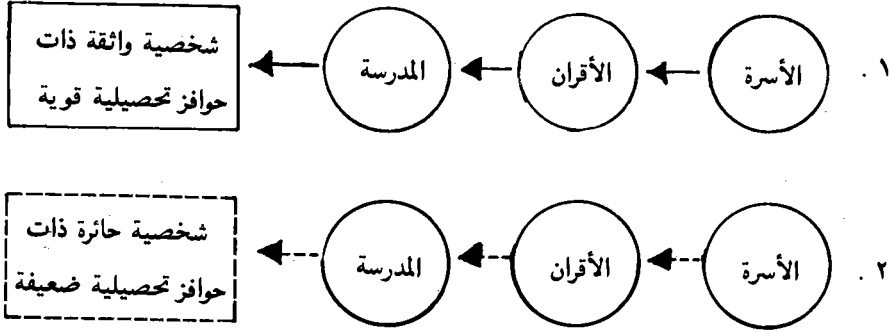 ١ .
الأسرة
الأقران
المدرسة
شخصية واثقة ذات
حوافز تحصيلية قوية
٢ .
الأسرة
الأقران
المدرسة
شخصية حائرة ذات
حوافز تحصيلية ضعيفة